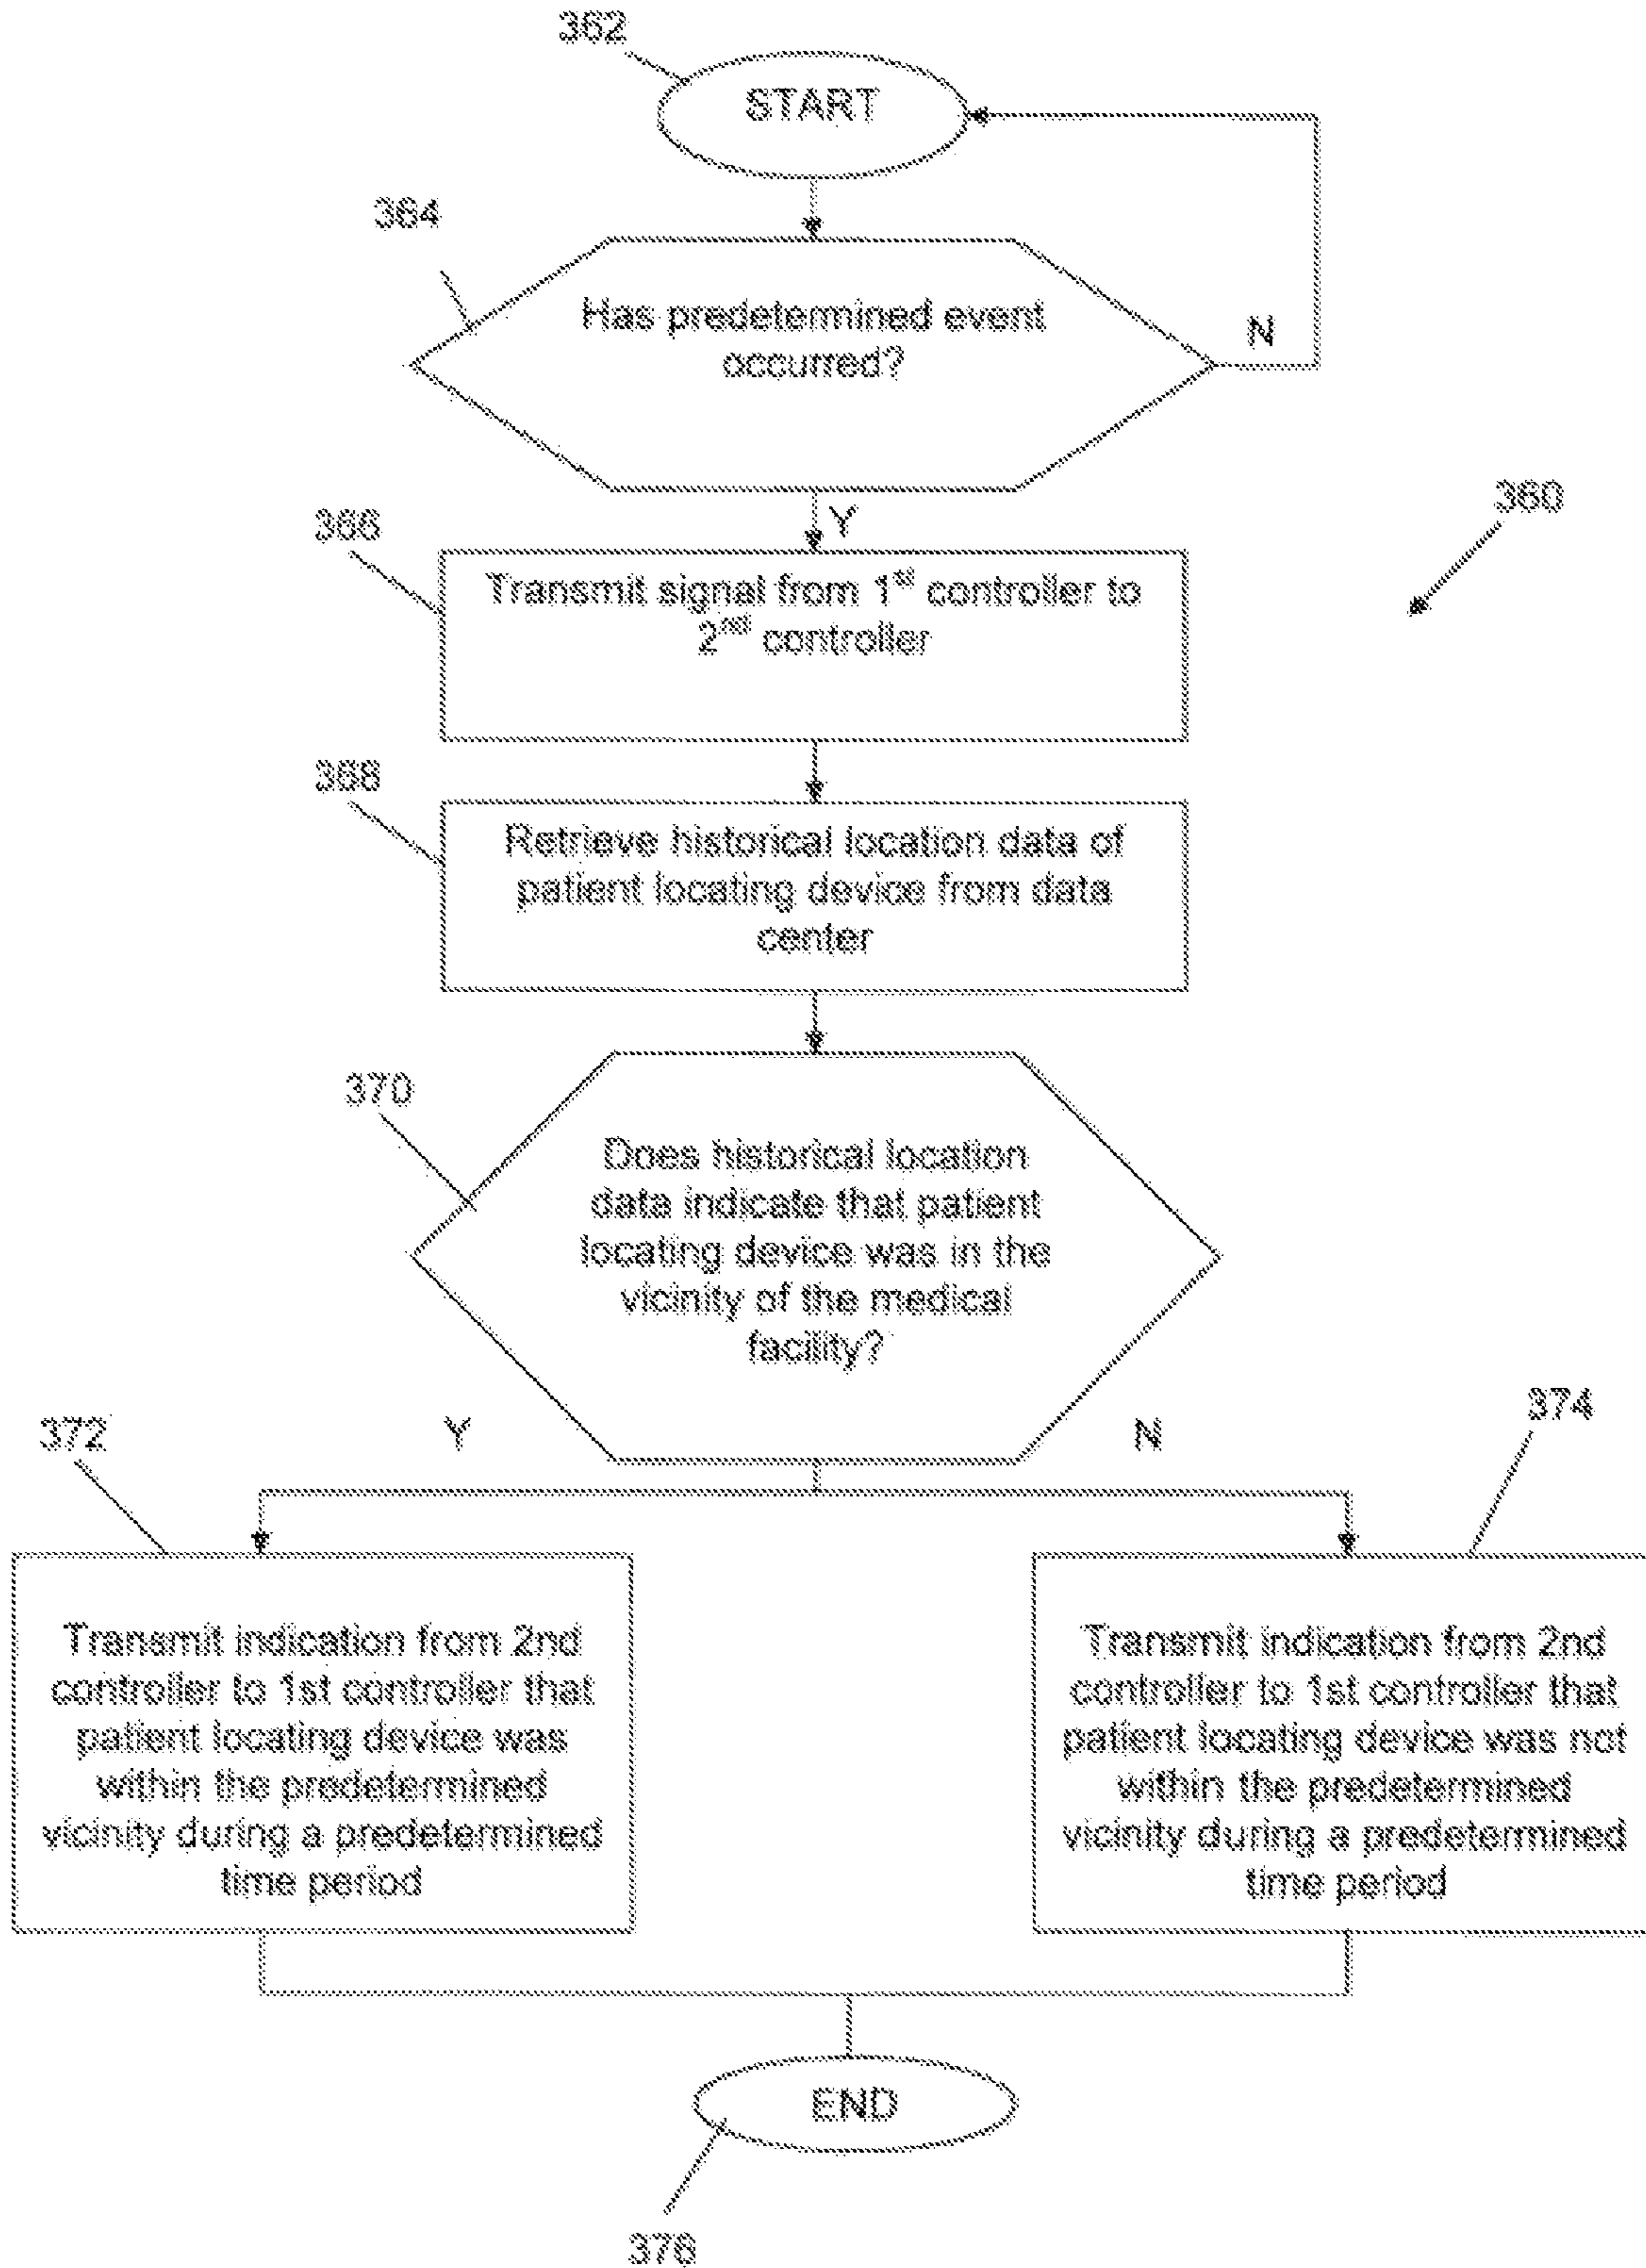 362
START
364
Has predetermined event
occurred?
N
360
Y
366
Transmit signal from 1st controller to
2nd controller
368
Retrieve historical location data of
patient locating device from data
center
370
Does historical location
data indicate that patient
locating device was in the
vicinity of the medical
facility?
372
Y
N
374
Transmit indication from 2nd
controller to 1st controller that
patient locating device was
within the predetermined
vicinity during a predetermined
time period
Transmit indication from 2nd
controller to 1st controller that
patient locating device was not
within the predetermined
vicinity during a predetermined
time period
END
376